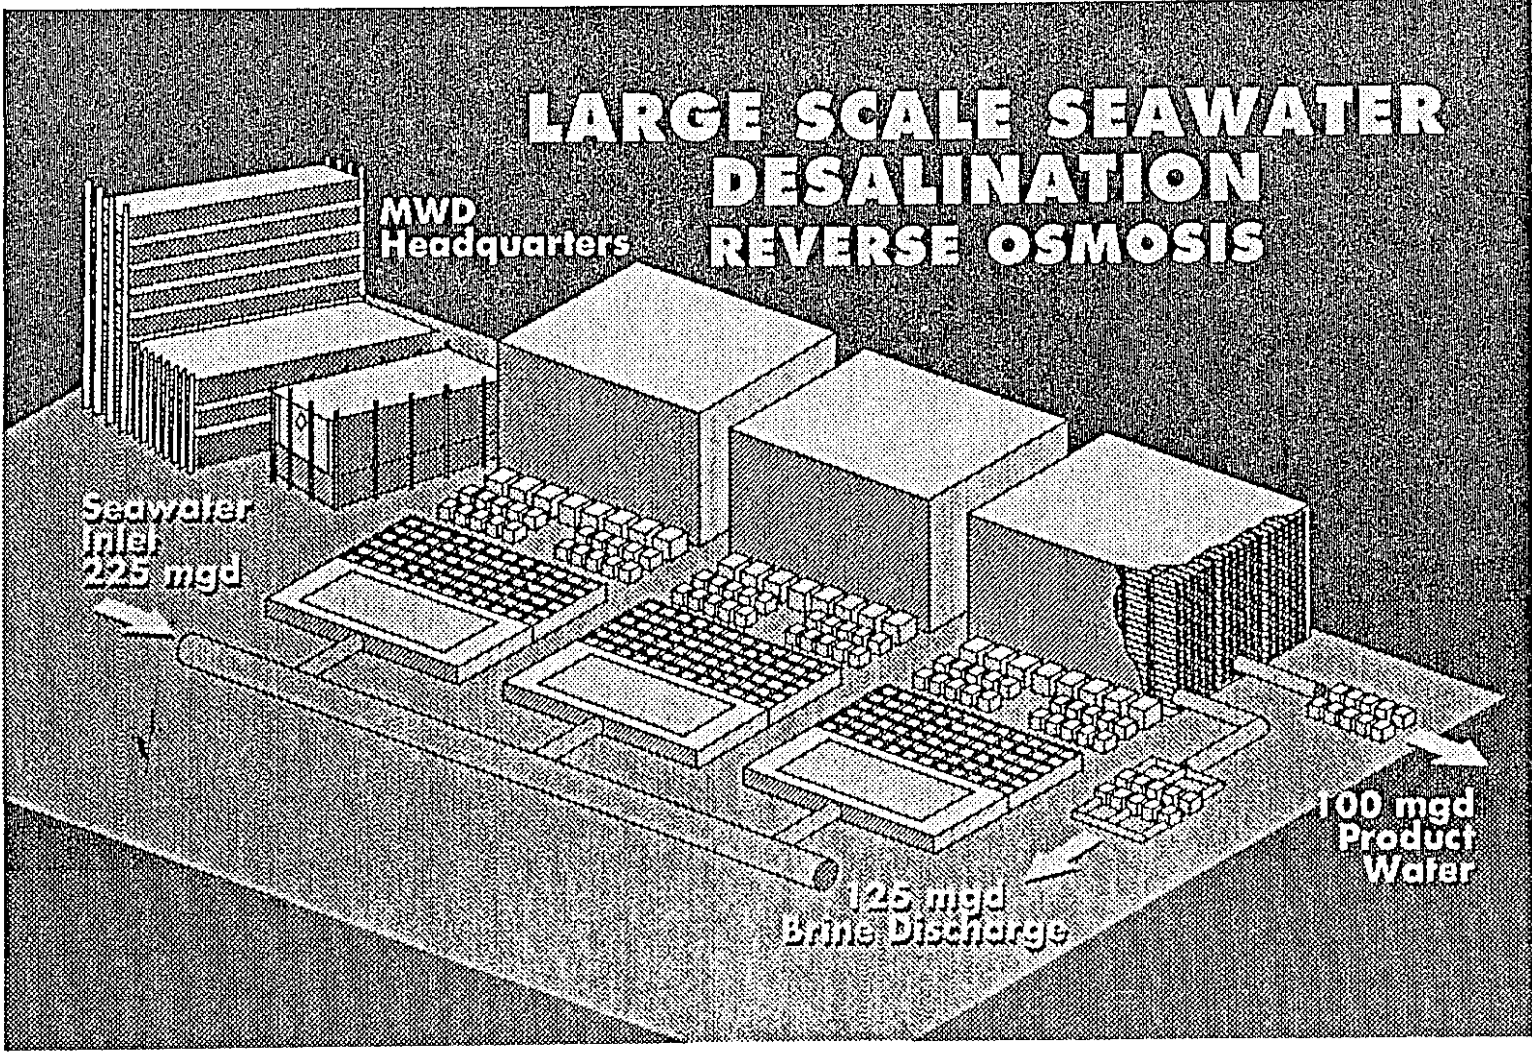 LARGE SCALE SEAWATER
DESALINATION
REVERSE OSMOSIS
MWD
Headquarters
Seawater
Inlet
225 mgd
100 mgd
Product
Water
125 mgd
Brine Discharge